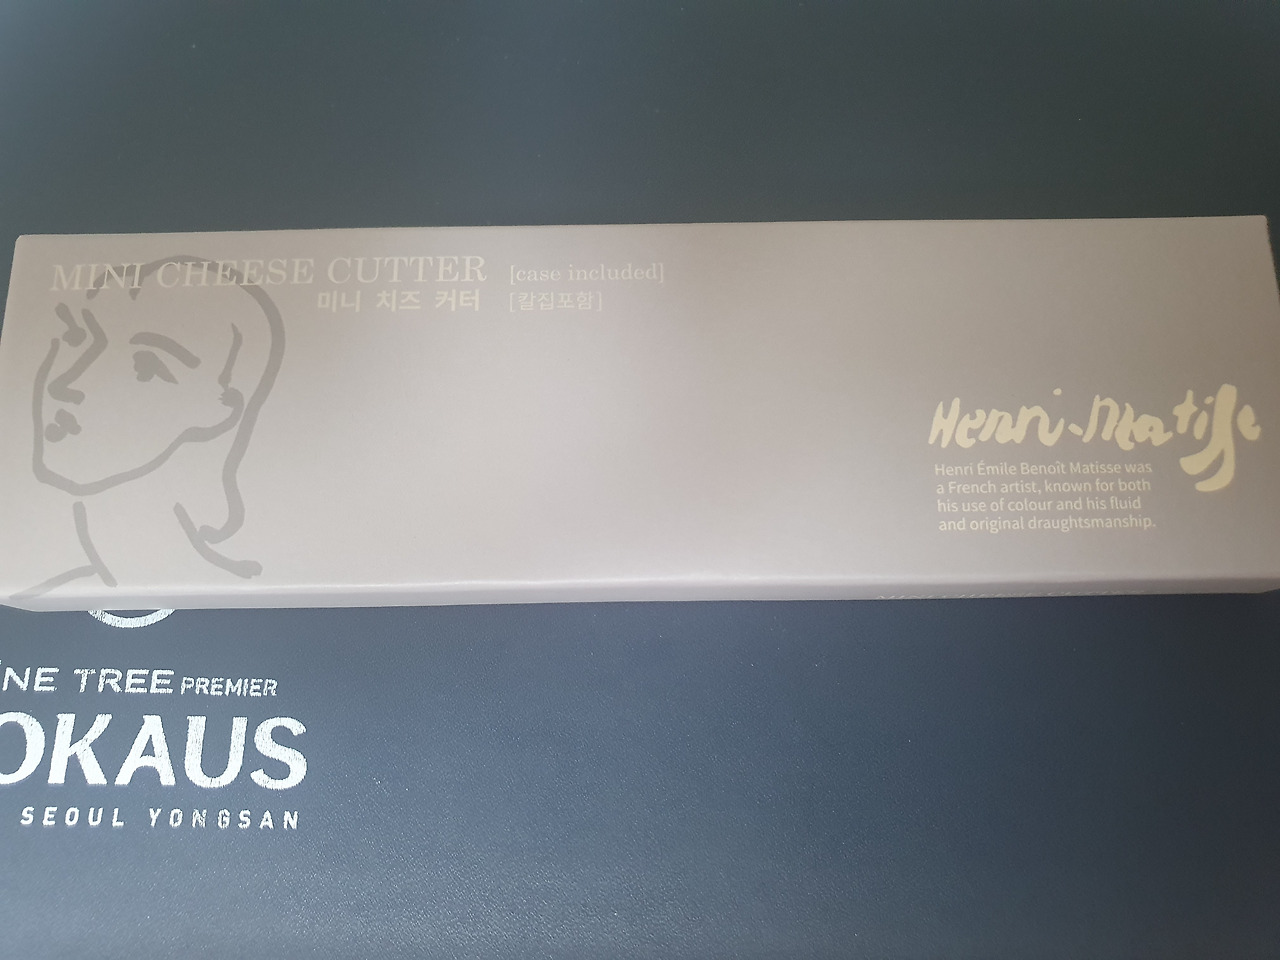 MINI CHEESE CUTTER [case included]
미니 치즈 커터 [칼집포함]
Henri-Matisse
Henri Émile Benoît Matisse was
a French artist, known for both
his use of colour and his fluid
and original draughtsmanship.
INE TREE PREMIER
OKAUS
SEOUL YONGSAN